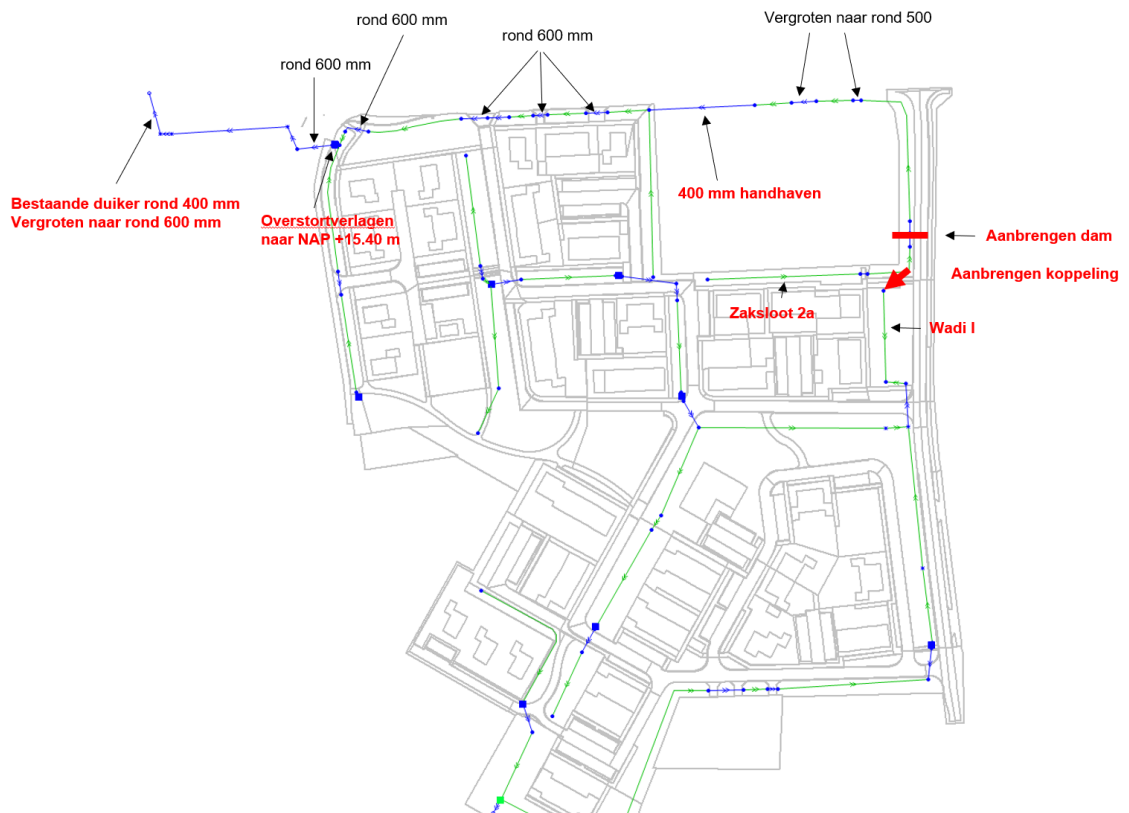 Vergroten naar rond 500
rond 600 mm
rond 600 mm
rond 600 mm
400 mm handhaven
Bestaande duiker rond 400 mm
Vergroten naar rond 600 mm
Overstortverlagen
naar NAP +15.40 m
Aanbrengen dam
Aanbrengen koppeling
Zaksloot 2a
Wadi I